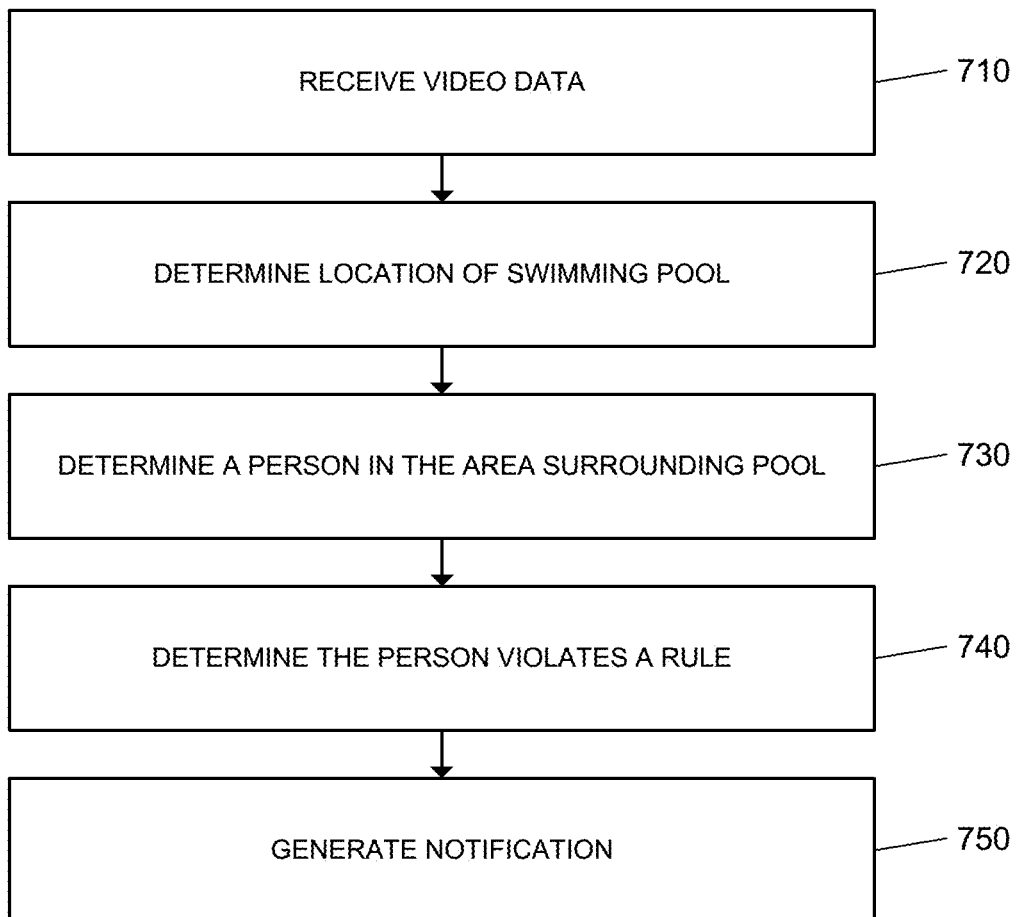 RECEIVE VIDEO DATA
710
DETERMINE LOCATION OF SWIMMING POOL
720
DETERMINE A PERSON IN THE AREA SURROUNDING POOL
730
DETERMINE THE PERSON VIOLATES A RULE
740
GENERATE NOTIFICATION
750